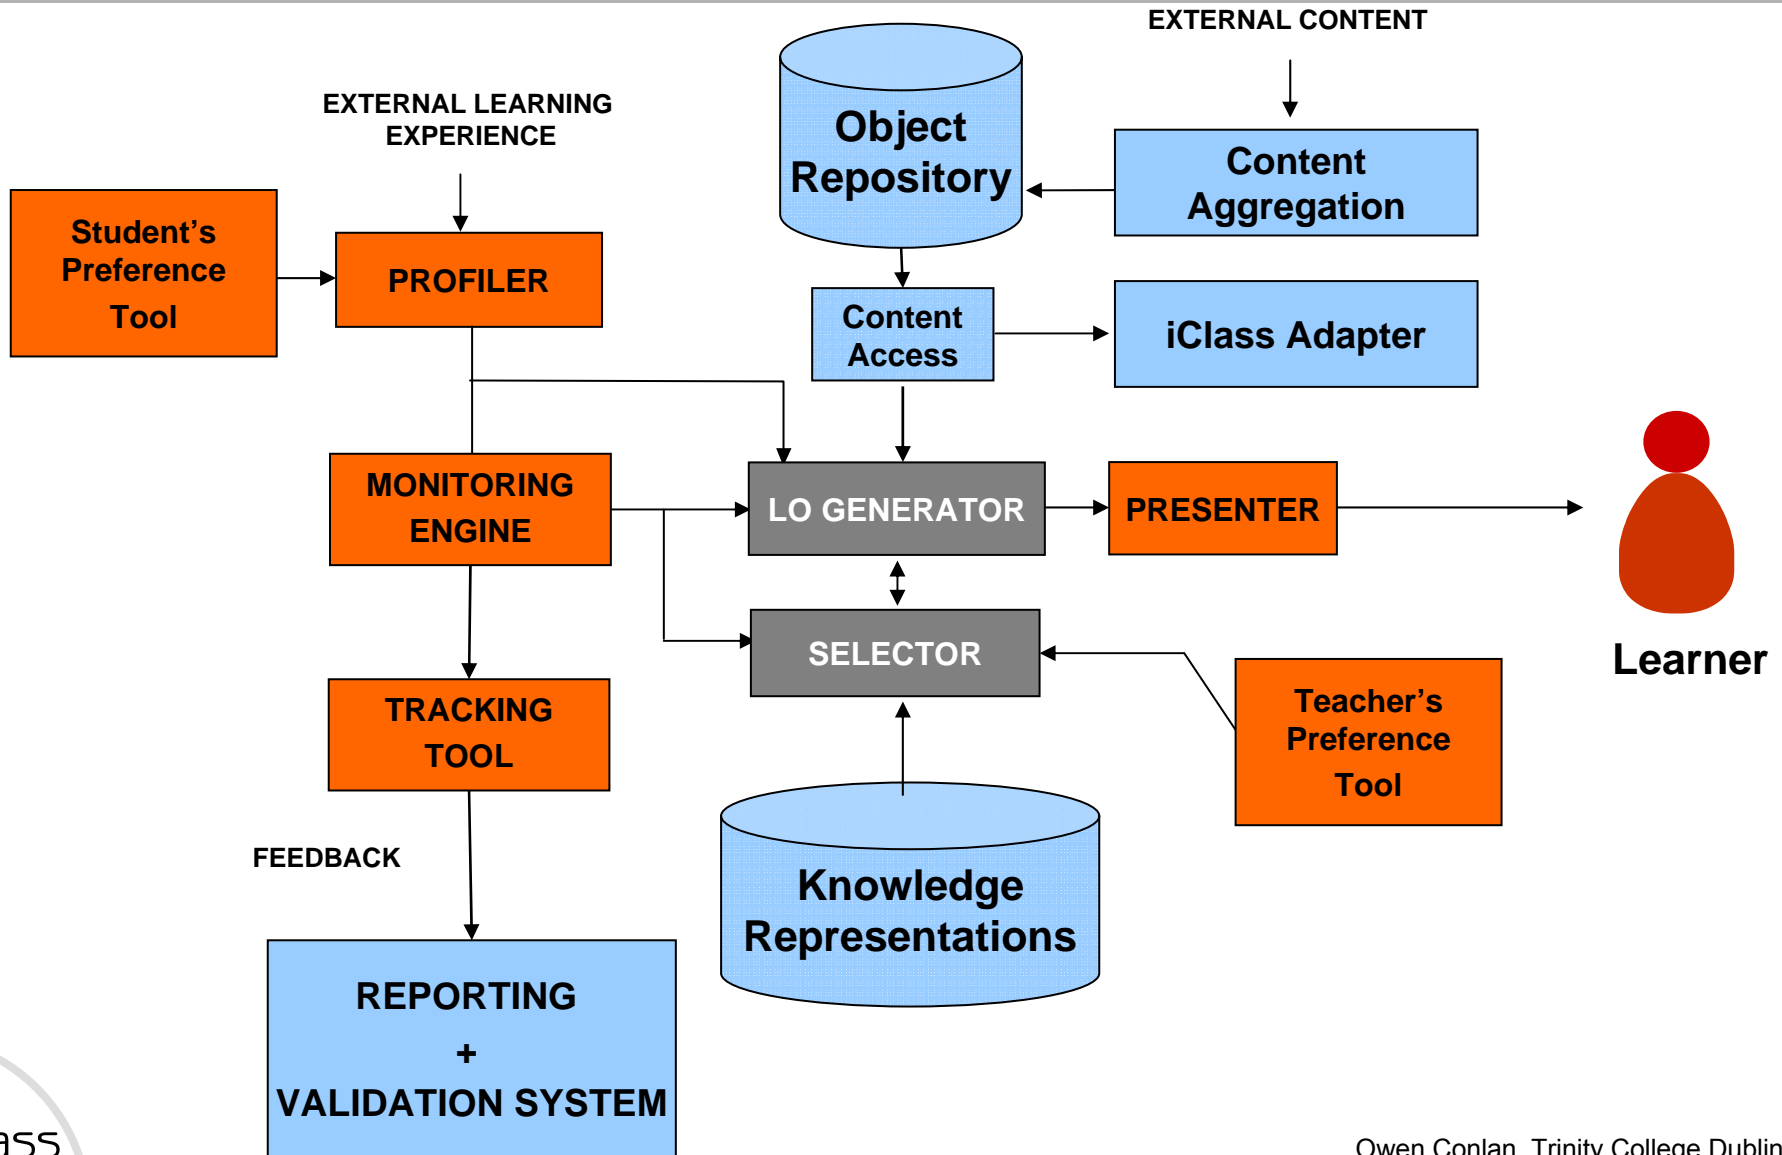 EXTERNAL CONTENT
EXTERNAL LEARNING
EXPERIENCE
Object
Repository
Content
Aggregation
Student’s
Preference
Tool
PROFILER
Content
Access
iClass Adapter
MONITORING
ENGINE
LO GENERATOR
PRESENTER
SELECTOR
Learner
TRACKING
TOOL
Teacher’s
Preference
Tool
FEEDBACK
Knowledge
Representations
REPORTING
+
VALIDATION SYSTEM
Owen Conlan, Trinity College Dublin